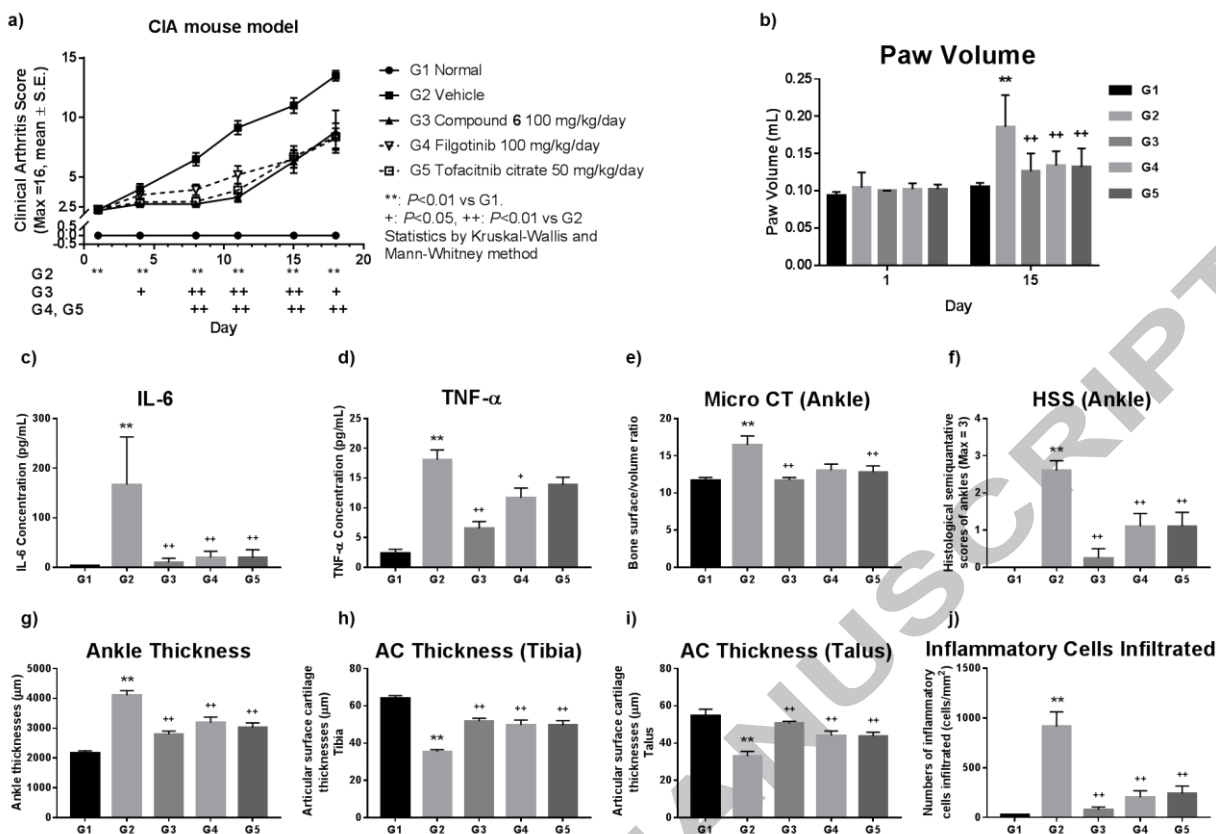 a)
CIA mouse model
Clinical Arthritis Score
(Max =16, mean ± S.E.)
15
10
5
2.5
0.0
-0.5
0 5 10 15 20
G2 ** ** ** ** ** **
G3 + ++ ++ ++ +
G4, G5 ++ ++ ++ ++
Day
G1 Normal
G2 Vehicle
G3 Compound 6 100 mg/kg/day
G4 Filgotinib 100 mg/kg/day
G5 Tofacitnib citrate 50 mg/kg/day
**: P<0.01 vs G1.
+: P<0.05, ++: P<0.01 vs G2
Statistics by Kruskal-Wallis and
Mann-Whitney method
b)
Paw Volume
Paw Volume (mL)
0.25
0.20
0.15
0.10
0.05
0.00
**
++ ++ ++
1 15
Day
G1
G2
G3
G4
G5
c)
IL-6
IL-6 Concentration (pg/mL)
300
200
100
0
**
++ ++ ++
G1 G2 G3 G4 G5
d)
TNF-α
TNF-α Concentration (pg/mL)
25
20
15
10
5
0
**
++ +
G1 G2 G3 G4 G5
e)
Micro CT (Ankle)
Bone surface/volume ratio
20
15
10
5
0
**
++ ++
G1 G2 G3 G4 G5
f)
HSS (Ankle)
Histological semiquantative
scores of ankles (Max = 3)
4
3
2
1
0
**
++ ++ ++
G1 G2 G3 G4 G5
g)
Ankle Thickness
Ankle thicknesses (µm)
5000
4000
3000
2000
1000
0
**
++ ++ ++
G1 G2 G3 G4 G5
h)
AC Thickness (Tibia)
Articular surface cartilage
thicknesses (µm)
Tibia
80
60
40
20
0
**
++ ++ ++
G1 G2 G3 G4 G5
i)
AC Thickness (Talus)
Articular surface cartilage
thicknesses (µm)
Talus
80
60
40
20
0
**
++ ++ ++
G1 G2 G3 G4 G5
j)
Inflammatory Cells Infiltrated
Numbers of inflammatory
cells infiltrated (cells/mm²)
1500
1000
500
0
**
++ ++ ++
G1 G2 G3 G4 G5
ANUSCRIPT